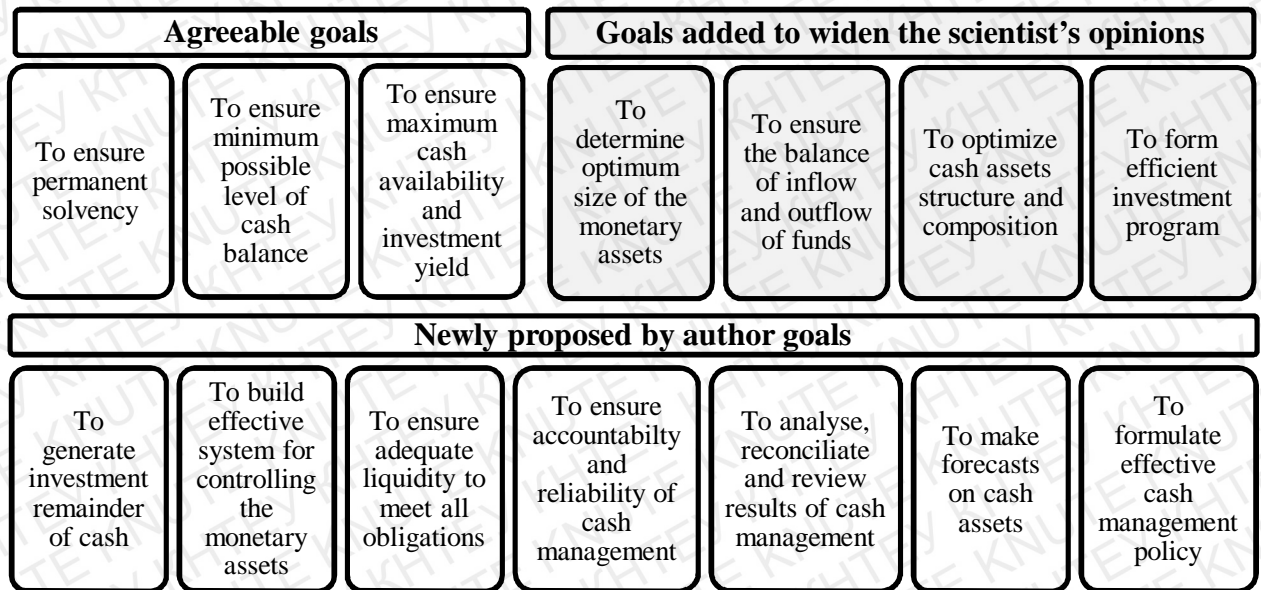 Agreeable goals
Goals added to widen the scientist's opinions
To ensure
permanent
solvency
To ensure
minimum
possible
level of
cash
balance
To ensure
maximum
cash
availability
and
investment
yield
To
determine
optimum
size of the
monetary
assets
To ensure
the balance
of inflow
and outflow
of funds
To optimize
cash assets
structure and
composition
To form
efficient
investment
program
Newly proposed by author goals
To
generate
investment
remainder
of cash
To build
effective
system for
controlling
the
monetary
assets
To ensure
adequate
liquidity to
meet all
obligations
To ensure
accountabilty
and
reliability of
cash
management
To analyse,
reconciliate
and review
results of cash
management
To make
forecasts
on cash
assets
To
formulate
effective
cash
management
policy